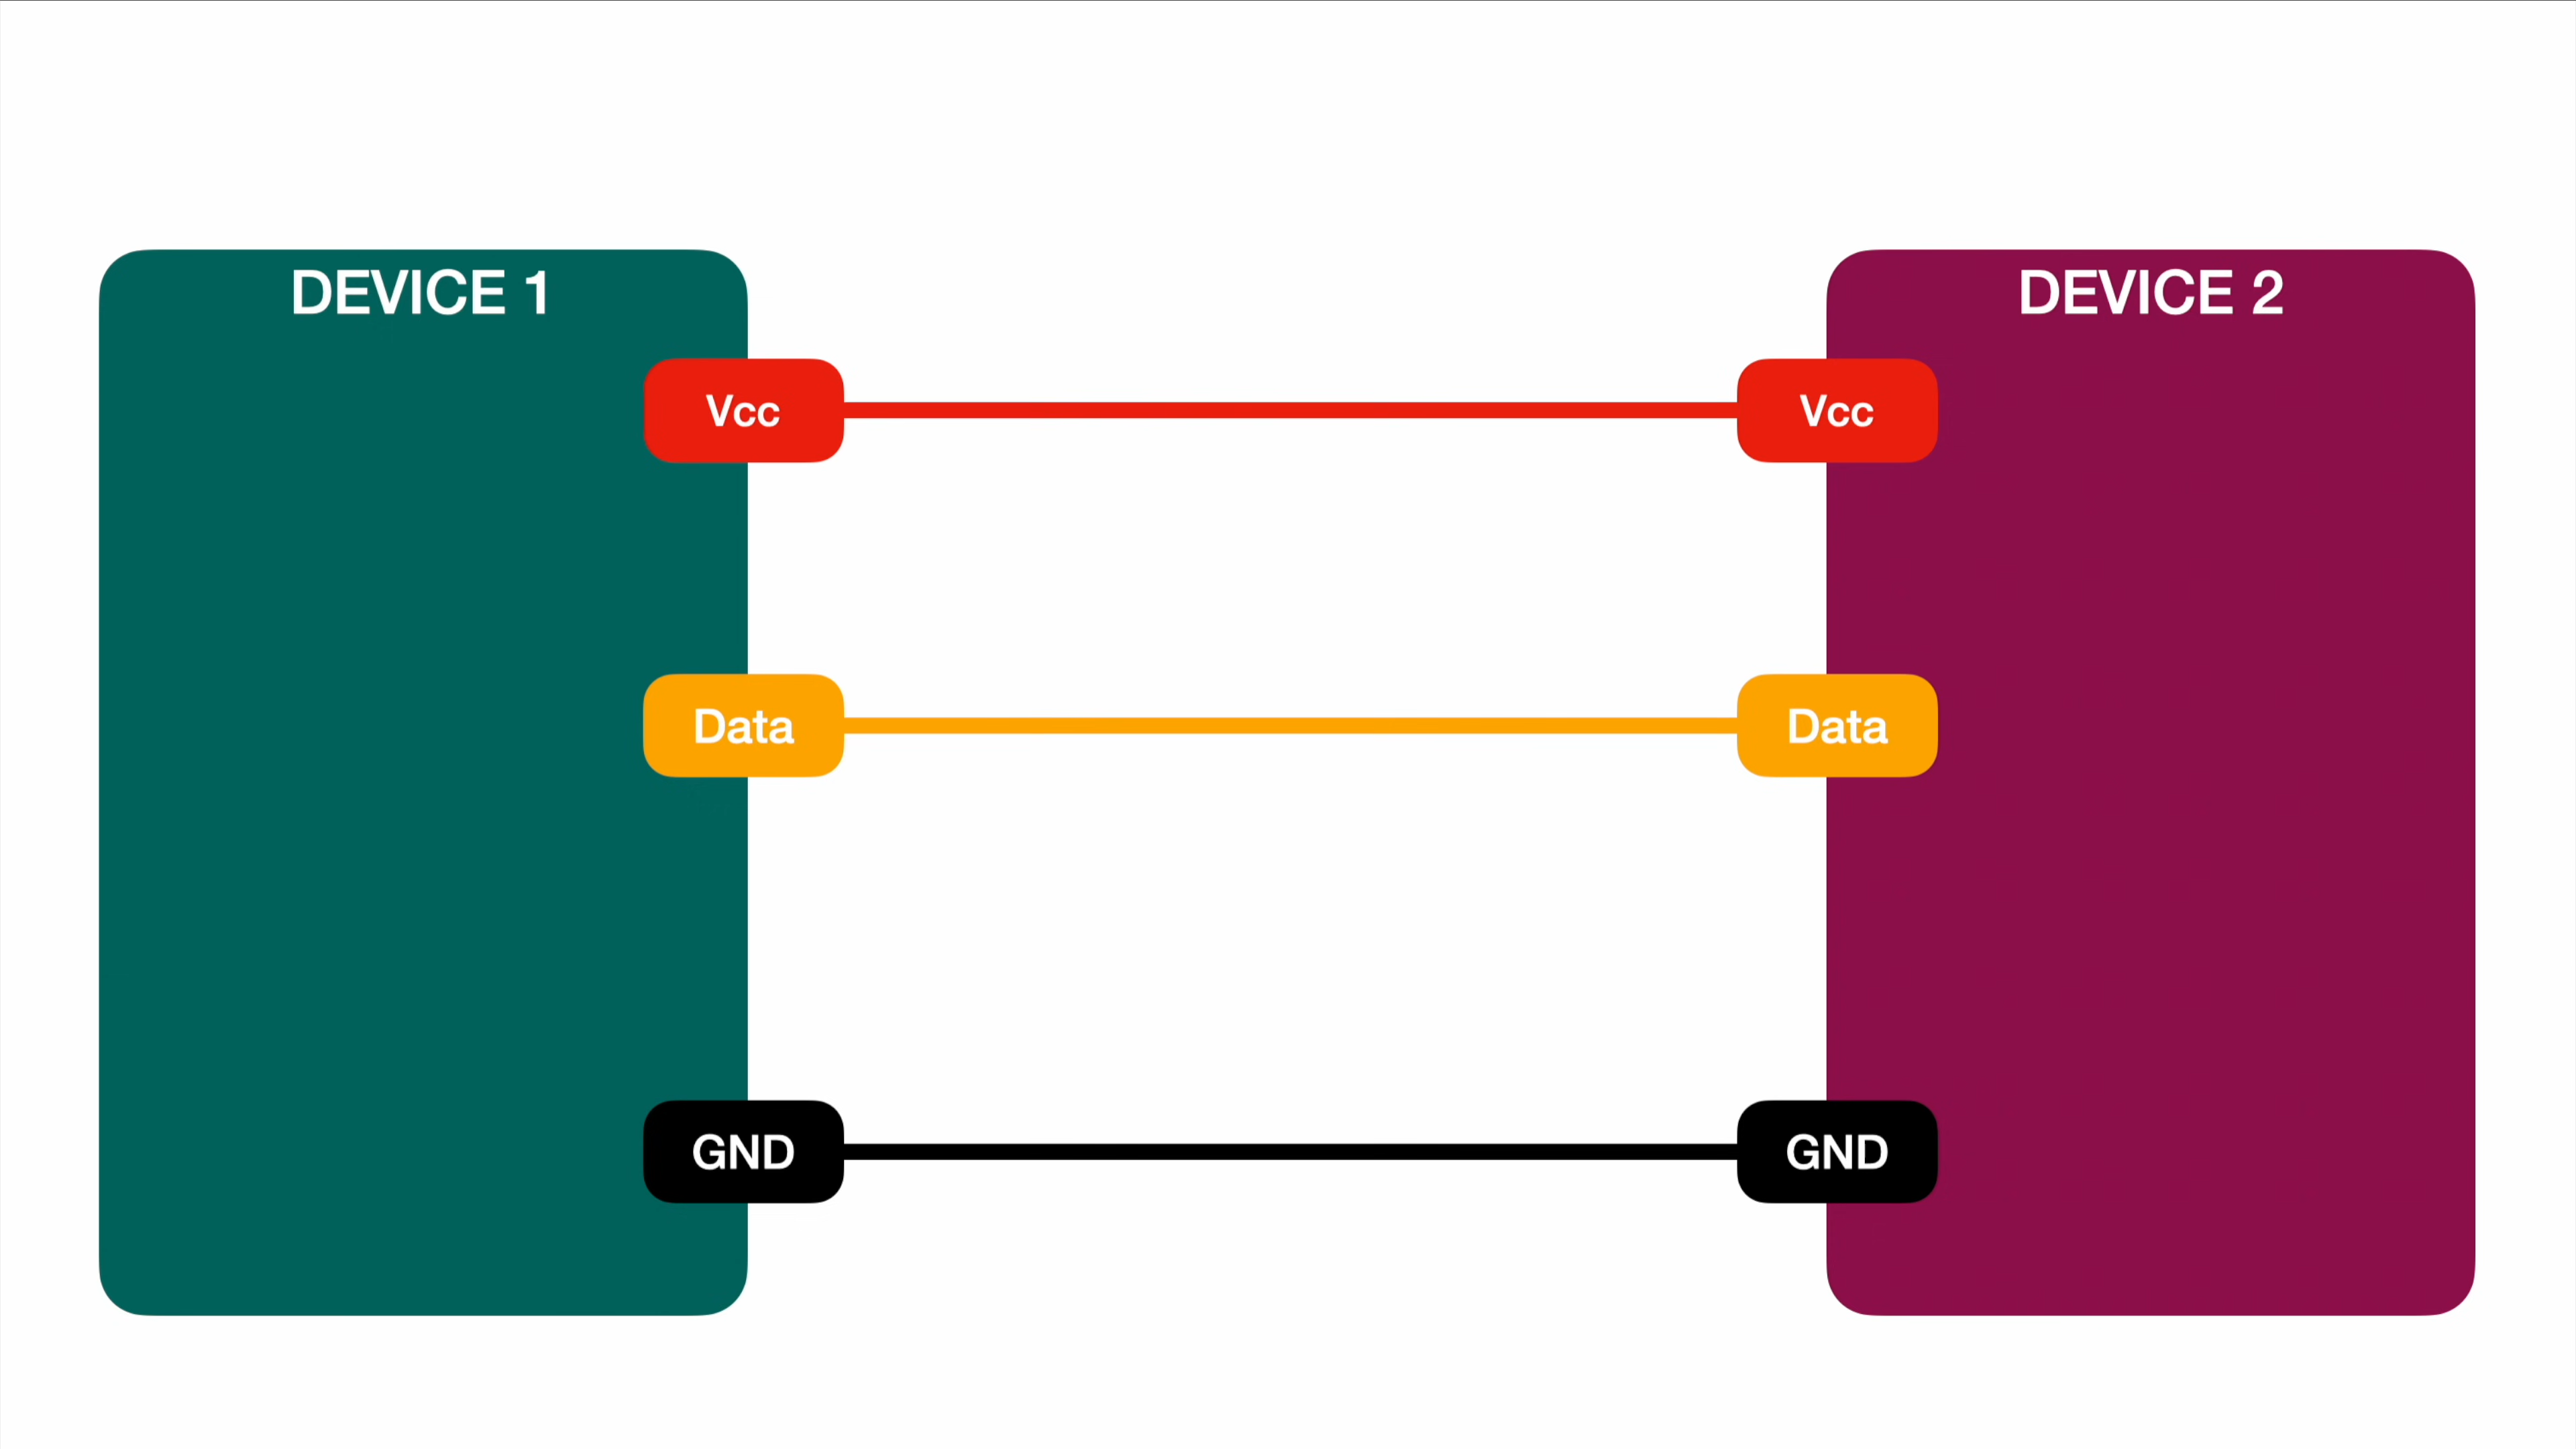 DEVICE 1
DEVICE 2
Vcc
Vcc
Data
Data
GND
GND